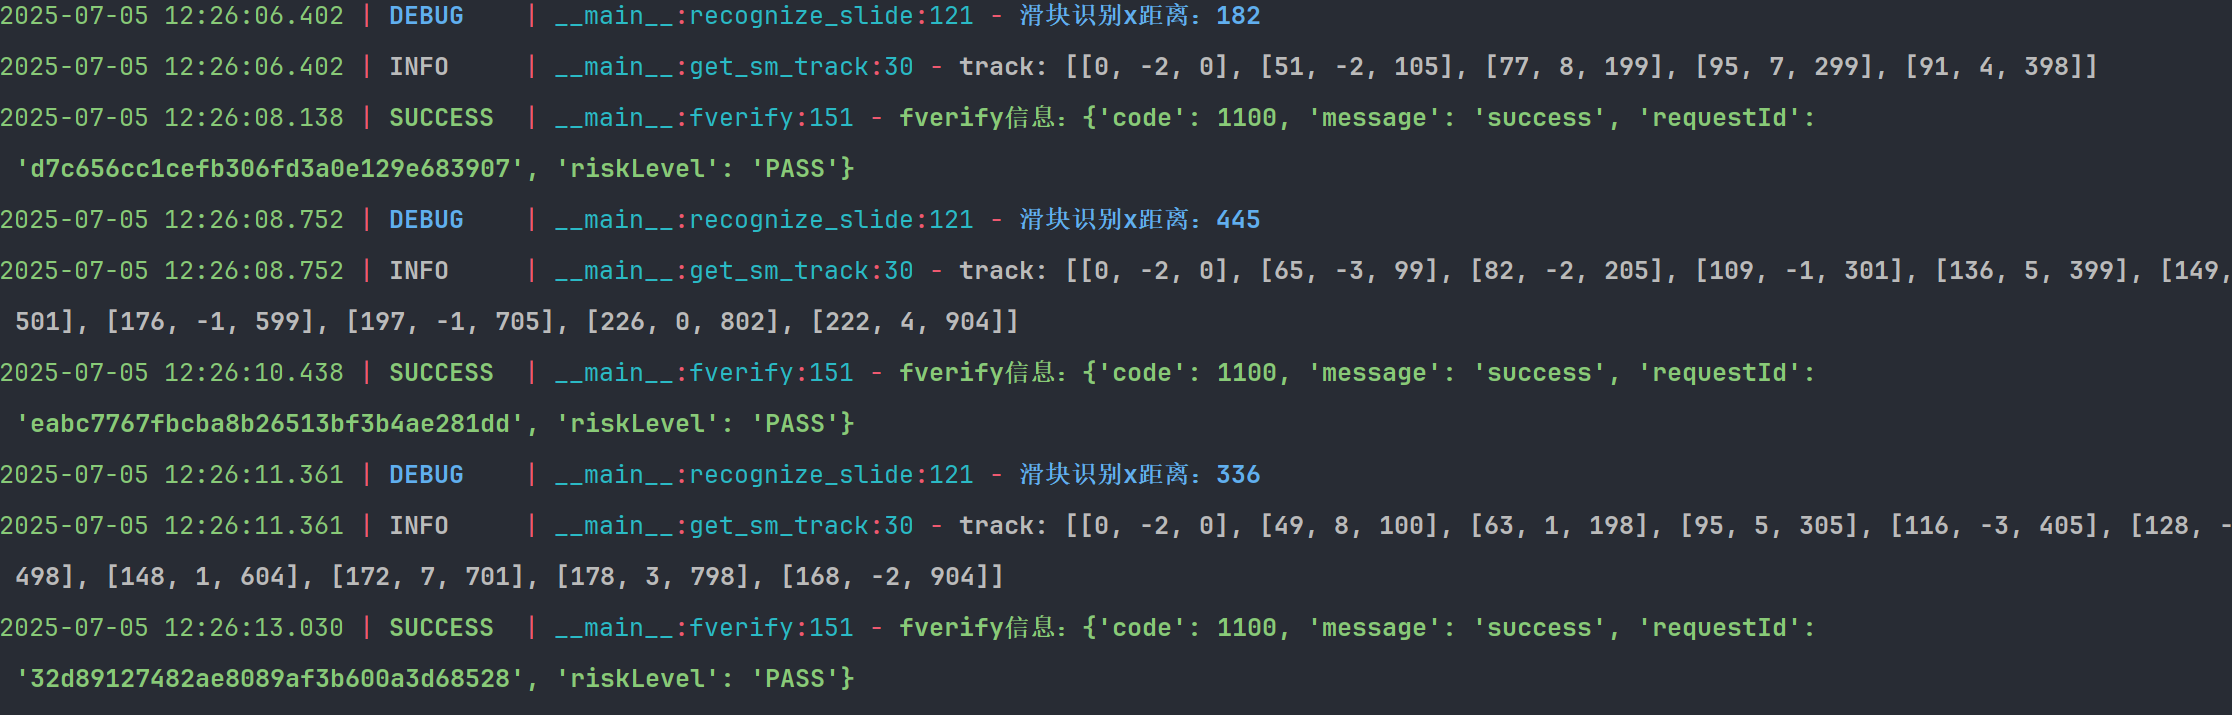 2025-07-05 12:26:06.402 | DEBUG    | __main__:recognize_slide:121 - 滑块识别x距离：182
2025-07-05 12:26:06.402 | INFO     | __main__:get_sm_track:30 - track: [[0, -2, 0], [51, -2, 105], [77, 8, 199], [95, 7, 299], [91, 4, 398]]
2025-07-05 12:26:08.138 | SUCCESS  | __main__:fverify:151 - fverify信息：{'code': 1100, 'message': 'success', 'requestId':
'd7c656cc1cefb306fd3a0e129e683907', 'riskLevel': 'PASS'}
2025-07-05 12:26:08.752 | DEBUG    | __main__:recognize_slide:121 - 滑块识别x距离：445
2025-07-05 12:26:08.752 | INFO     | __main__:get_sm_track:30 - track: [[0, -2, 0], [65, -3, 99], [82, -2, 205], [109, -1, 301], [136, 5, 399], [149,
501], [176, -1, 599], [197, -1, 705], [226, 0, 802], [222, 4, 904]]
2025-07-05 12:26:10.438 | SUCCESS  | __main__:fverify:151 - fverify信息：{'code': 1100, 'message': 'success', 'requestId':
'eabc7767fbcba8b26513bf3b4ae281dd', 'riskLevel': 'PASS'}
2025-07-05 12:26:11.361 | DEBUG    | __main__:recognize_slide:121 - 滑块识别x距离：336
2025-07-05 12:26:11.361 | INFO     | __main__:get_sm_track:30 - track: [[0, -2, 0], [49, 8, 100], [63, 1, 198], [95, 5, 305], [116, -3, 405], [128, -
498], [148, 1, 604], [172, 7, 701], [178, 3, 798], [168, -2, 904]]
2025-07-05 12:26:13.030 | SUCCESS  | __main__:fverify:151 - fverify信息：{'code': 1100, 'message': 'success', 'requestId':
'32d89127482ae8089af3b600a3d68528', 'riskLevel': 'PASS'}